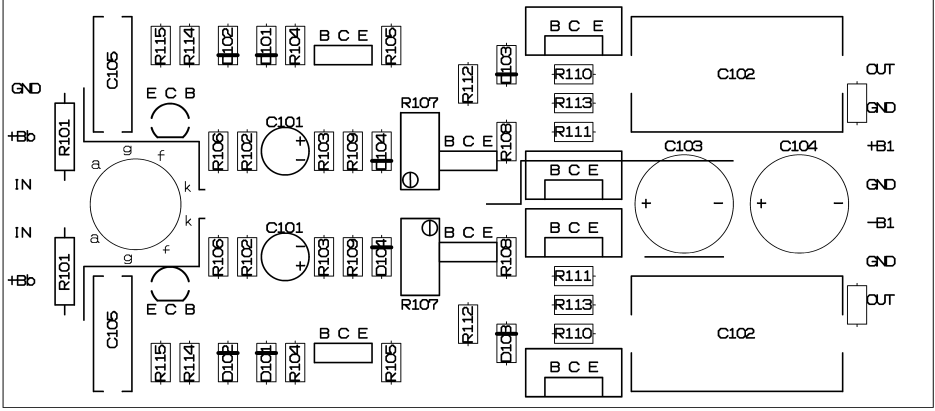 R115 R114 D102 D101 R104 B C E R105
B C E
C105
D103
R112
R110
C102
OUT
GND
E C B
R107
R113
GND
+Bb
R101
g
f
a
k
R106 R102
C101
+
-
R103 R109 D104
B C E
R108
R111
C103
C104
+B1
IN
B C E
+ -
+ -
GND
IN
k
a
g
f
R106 R102
C101
-
+
R103 R109 D104
B C E
R108
B C E
-B1
+Bb
R101
R107
R111
GND
E C B
C105
R112
D103
R113
R110
C102
OUT
R115 R114 D102 D101 R104 B C E R105
B C E